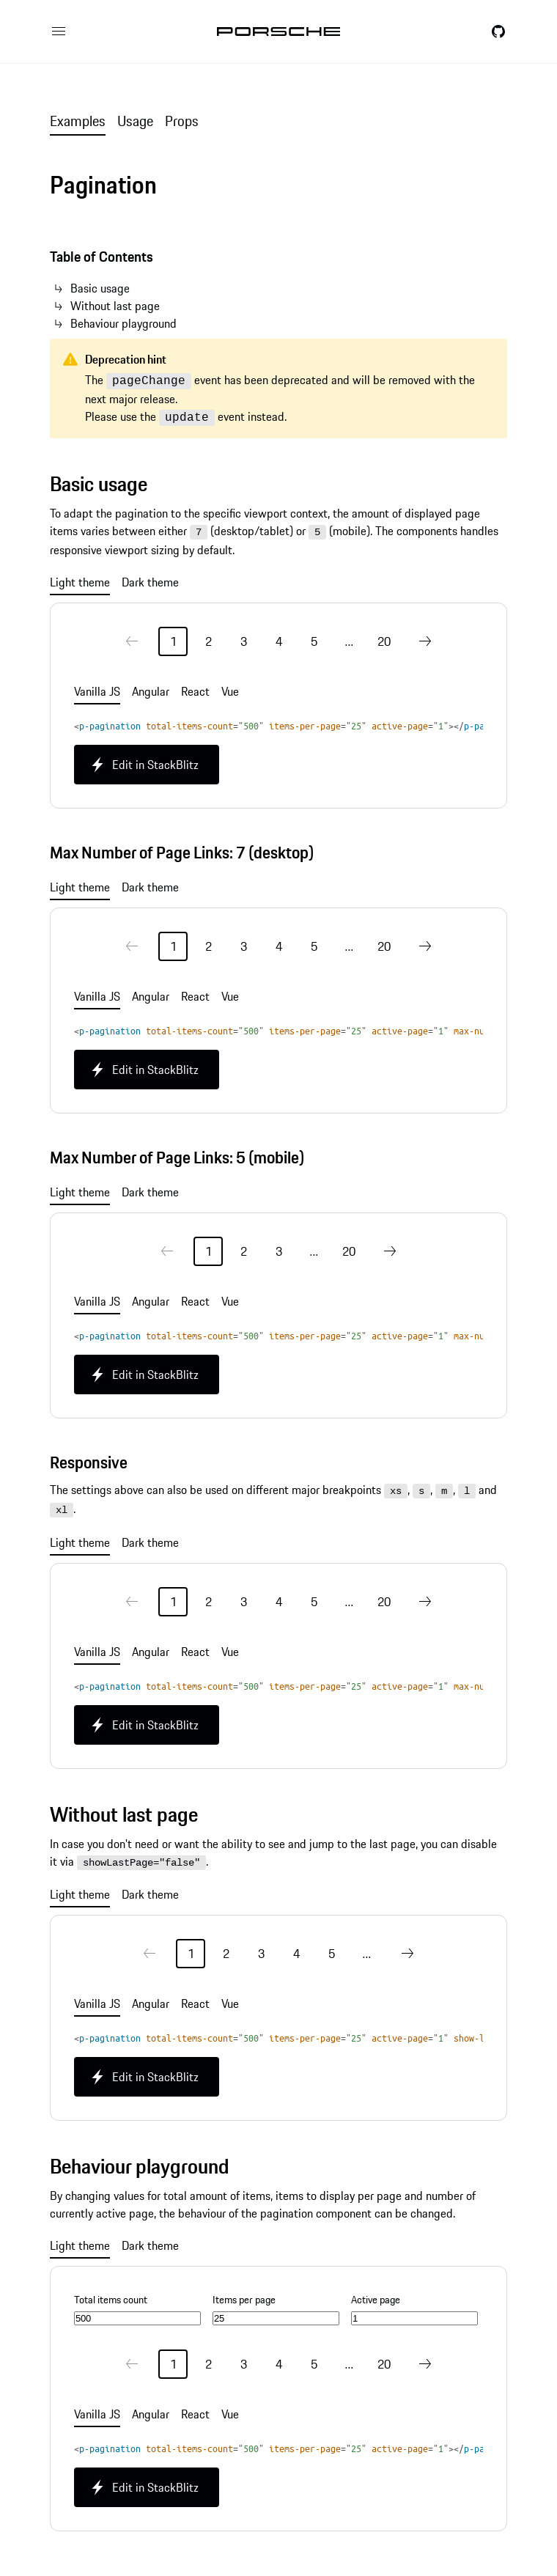 PORSCHE
Examples Usage Props
Pagination
Table of Contents
Basic usage
Without last page
Behaviour playground
Deprecation hint
The pageChange event has been deprecated and will be removed with the
next major release.
Please use the update event instead.
Basic usage
To adapt the pagination to the specific viewport context, the amount of displayed page
items varies between either 7 (desktop/tablet) or 5 (mobile). The components handles
responsive viewport sizing by default.
Light theme Dark theme
1 2 3 4 5 ... 20
Vanilla JS Angular React Vue
<p-pagination total-items-count="500" items-per-page="25" active-page="1"></p-pa
Edit in StackBlitz
Max Number of Page Links: 7 (desktop)
Light theme Dark theme
1 2 3 4 5 ... 20
Vanilla JS Angular React Vue
<p-pagination total-items-count="500" items-per-page="25" active-page="1" max-nu
Edit in StackBlitz
Max Number of Page Links: 5 (mobile)
Light theme Dark theme
1 2 3 ... 20
Vanilla JS Angular React Vue
<p-pagination total-items-count="500" items-per-page="25" active-page="1" max-nu
Edit in StackBlitz
Responsive
The settings above can also be used on different major breakpoints xs, s, m, l and
xl.
Light theme Dark theme
1 2 3 4 5 ... 20
Vanilla JS Angular React Vue
<p-pagination total-items-count="500" items-per-page="25" active-page="1" max-nu
Edit in StackBlitz
Without last page
In case you don't need or want the ability to see and jump to the last page, you can disable
it via showLastPage="false".
Light theme Dark theme
1 2 3 4 5 ...
Vanilla JS Angular React Vue
<p-pagination total-items-count="500" items-per-page="25" active-page="1" show-l
Edit in StackBlitz
Behaviour playground
By changing values for total amount of items, items to display per page and number of
currently active page, the behaviour of the pagination component can be changed.
Light theme Dark theme
Total items count Items per page Active page
500 25 1
1 2 3 4 5 ... 20
Vanilla JS Angular React Vue
<p-pagination total-items-count="500" items-per-page="25" active-page="1"></p-pa
Edit in StackBlitz